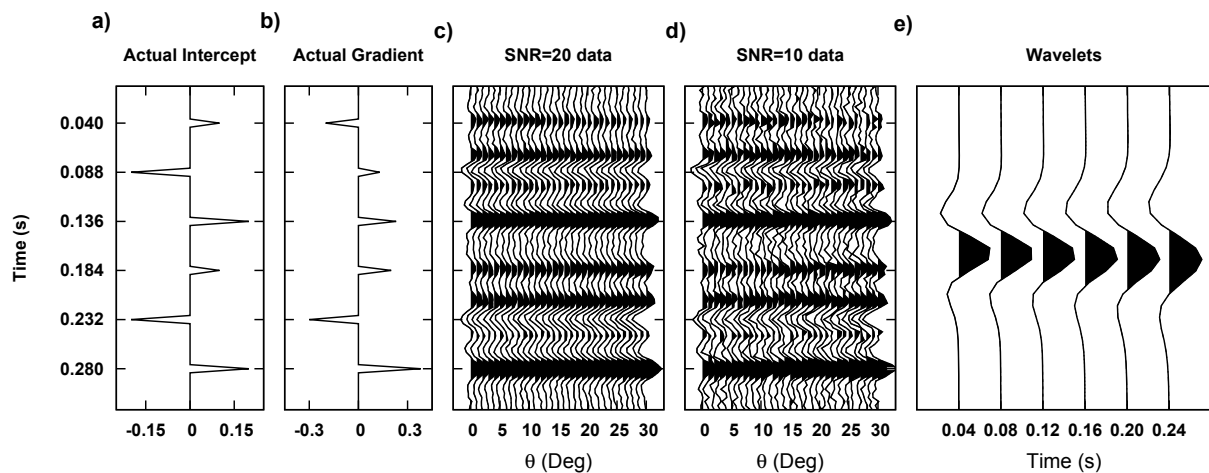 a)
b)
c)
d)
e)
Actual Intercept
Actual Gradient
SNR=20 data
SNR=10 data
Wavelets
Time (s)
0.040
0.088
0.136
0.184
0.232
0.280
-0.15 0 0.15
-0.3 0 0.3
0 5 10 15 20 25 30
0 5 10 15 20 25 30
0.04 0.08 0.12 0.16 0.20 0.24
θ (Deg)
θ (Deg)
Time (s)